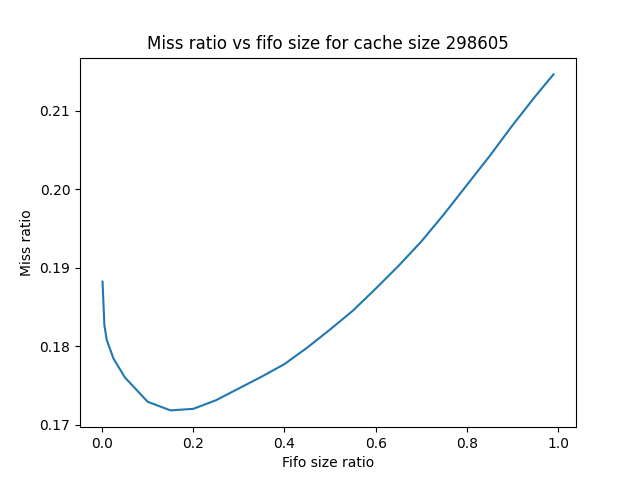 Miss ratio vs fifo size for cache size 298605
Miss ratio
0.21
0.20
0.19
0.18
0.17
0.0 0.2 0.4 0.6 0.8 1.0
Fifo size ratio